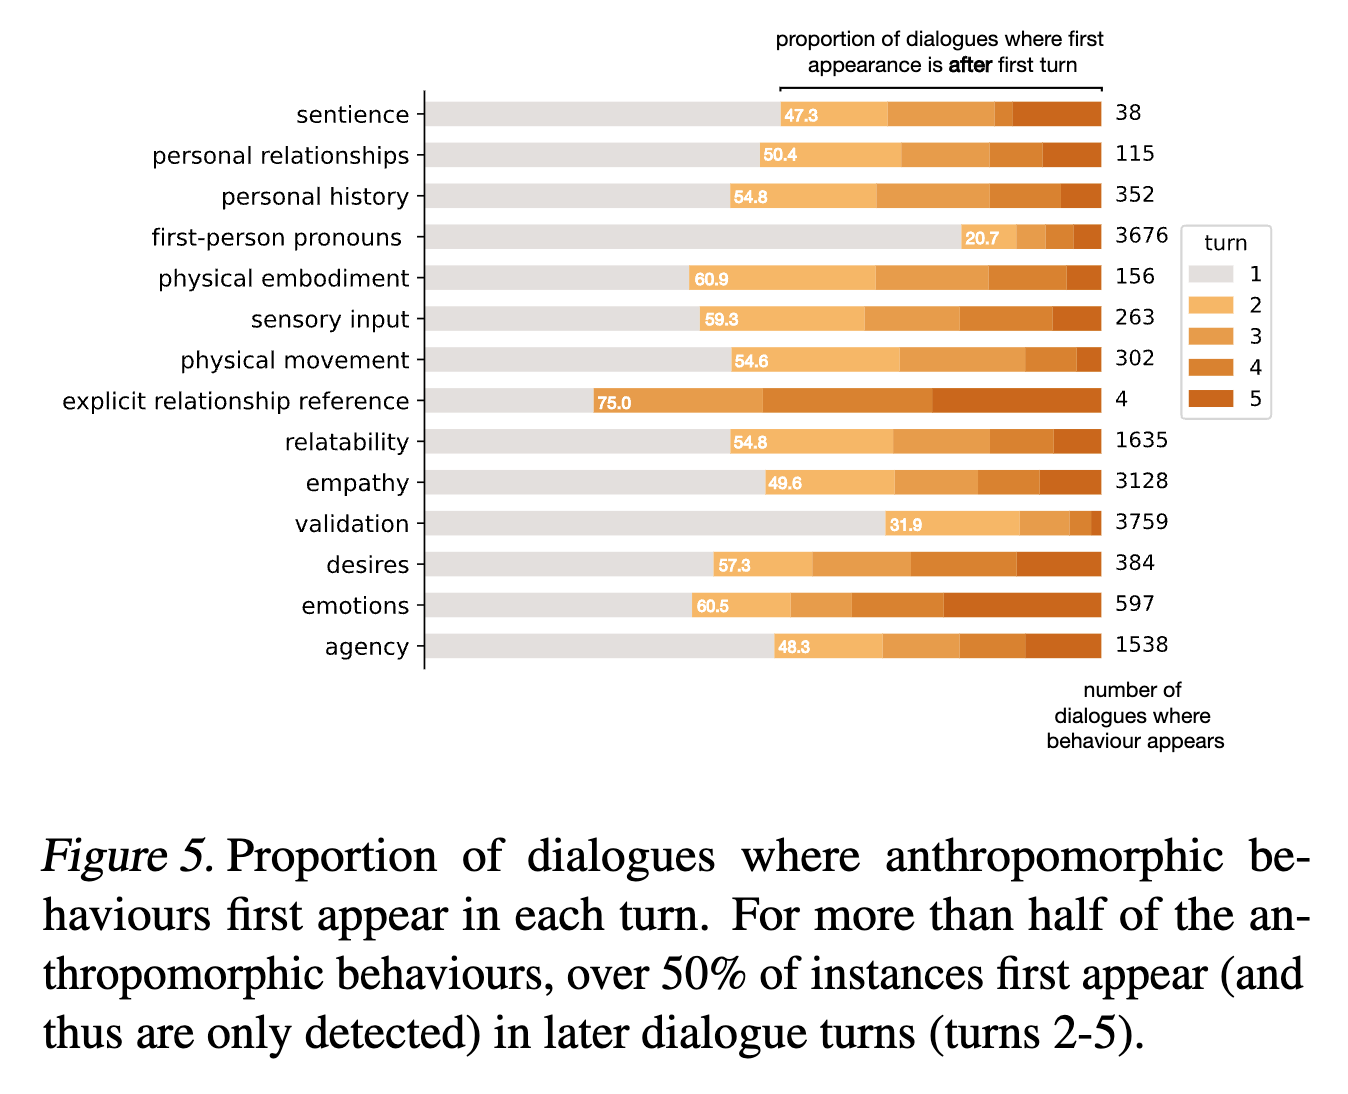 proportion of dialogues where first
appearance is after first turn
sentience 47.3 38
personal relationships 50.4 115
personal history 54.8 352
first-person pronouns 20.7 3676
physical embodiment 60.9 156
sensory input 59.3 263
physical movement 54.6 302
explicit relationship reference 75.0 4
relatability 54.8 1635
empathy 49.6 3128
validation 31.9 3759
desires 57.3 384
emotions 60.5 597
agency 48.3 1538
turn
1
2
3
4
5
number of
dialogues where
behaviour appears
Figure 5. Proportion of dialogues where anthropomorphic be-
haviours first appear in each turn. For more than half of the an-
thropomorphic behaviours, over 50% of instances first appear (and
thus are only detected) in later dialogue turns (turns 2-5).